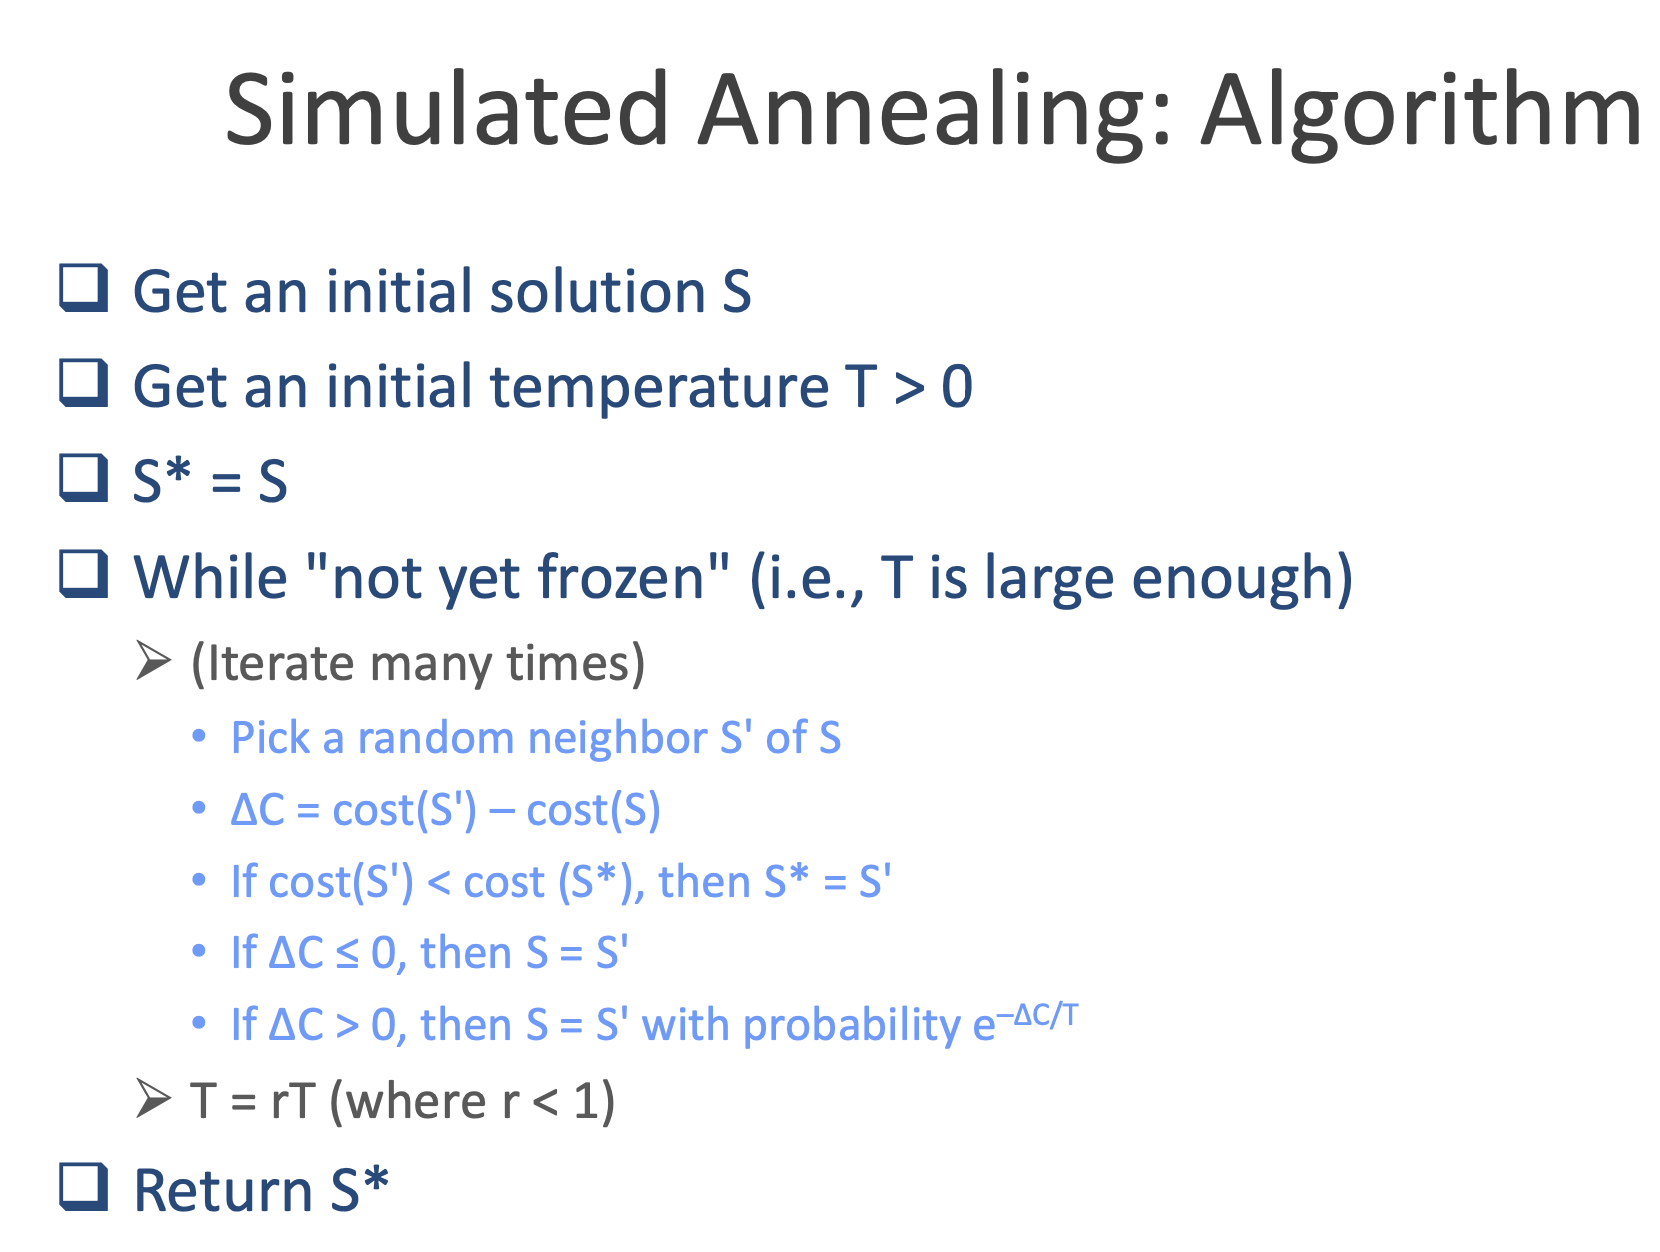 Simulated Annealing: Algorithm
❑ Get an initial solution S
❑ Get an initial temperature T > 0
❑ S* = S
❑ While "not yet frozen" (i.e., T is large enough)
➢ (Iterate many times)
• Pick a random neighbor S' of S
• ΔC = cost(S') – cost(S)
• If cost(S') < cost (S*), then S* = S'
• If ΔC ≤ 0, then S = S'
• If ΔC > 0, then S = S' with probability e^–ΔC/T
➢ T = rT (where r < 1)
❑ Return S*